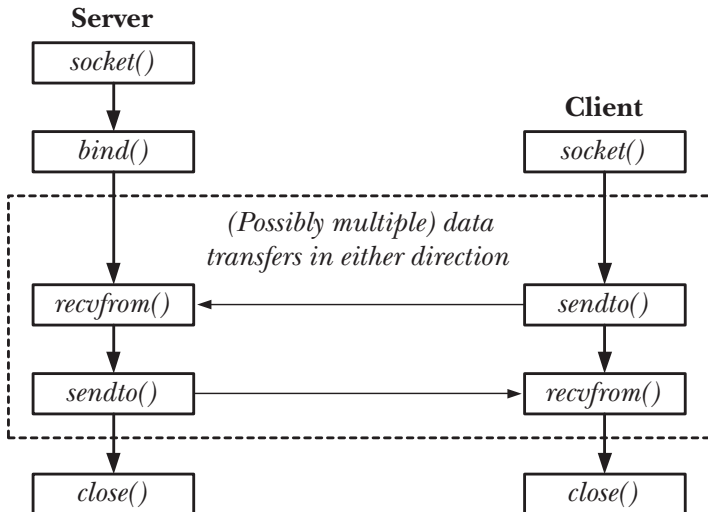 Server
socket()
Client
bind()
socket()
(Possibly multiple) data
transfers in either direction
recvfrom()
sendto()
sendto()
recvfrom()
close()
close()